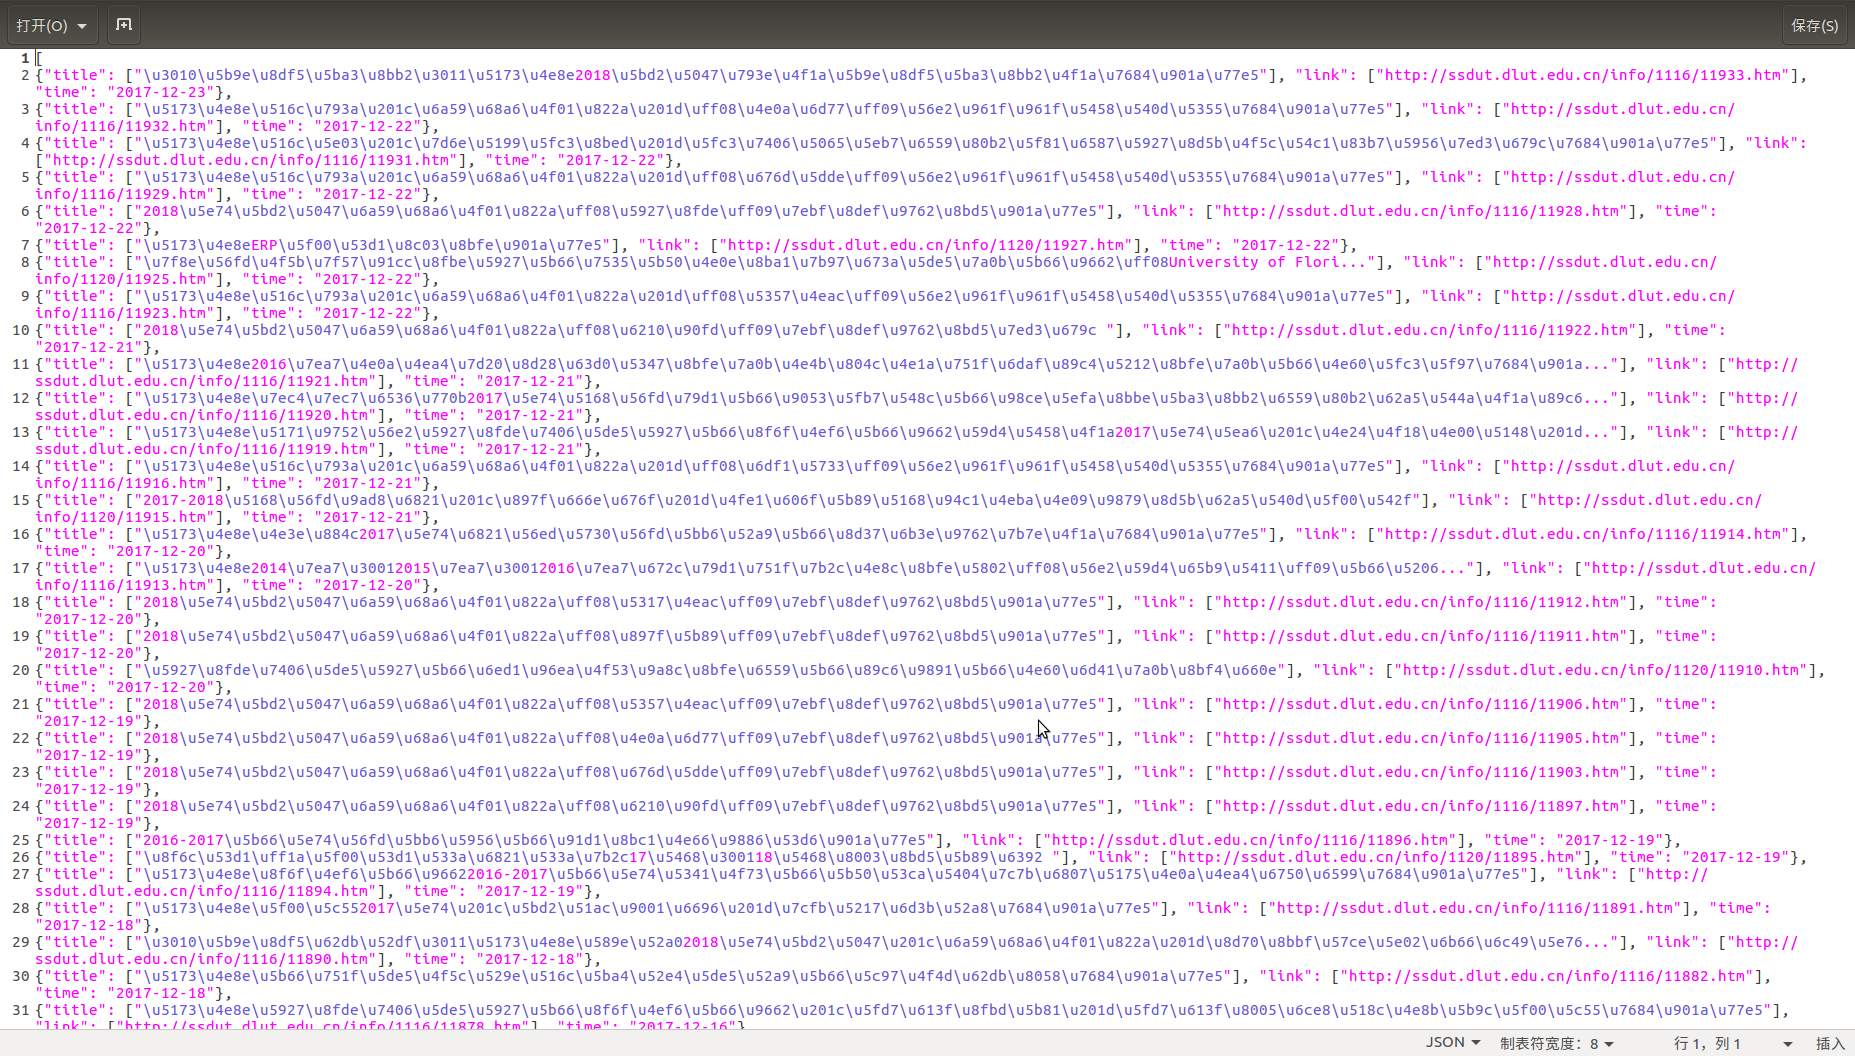 打开(O)
保存(S)
1 [
2 {"title": ["\u3010\u5b9e\u8df5\u5ba3\u8bb2\u3011\u5173\u4e8e2018\u5bd2\u5047\u793e\u4f1a\u5b9e\u8df5\u5ba3\u8bb2\u4f1a\u7684\u901a\u77e5"], "link": ["http://ssdut.dlut.edu.cn/info/1116/11933.htm"],
"time": "2017-12-23"},
3 {"title": ["\u5173\u4e8e\u516c\u793a\u201c\u6a59\u68a6\u4f01\u822a\u201d\uff08\u4e0a\u6d77\uff09\u56e2\u961f\u961f\u5458\u540d\u5355\u7684\u901a\u77e5"], "link": ["http://ssdut.dlut.edu.cn/
info/1116/11932.htm"], "time": "2017-12-22"},
4 {"title": ["\u5173\u4e8e\u516c\u5e03\u201c\u7d6e\u5199\u5fc3\u8bed\u201d\u5fc3\u7406\u5065\u5eb7\u6559\u80b2\u5f81\u6587\u5927\u8d5b\u4f5c\u54c1\u83b7\u5956\u7ed3\u679c\u7684\u901a\u77e5"], "link":
["http://ssdut.dlut.edu.cn/info/1116/11931.htm"], "time": "2017-12-22"},
5 {"title": ["\u5173\u4e8e\u516c\u793a\u201c\u6a59\u68a6\u4f01\u822a\u201d\uff08\u676d\u5dde\uff09\u56e2\u961f\u961f\u5458\u540d\u5355\u7684\u901a\u77e5"], "link": ["http://ssdut.dlut.edu.cn/
info/1116/11929.htm"], "time": "2017-12-22"},
6 {"title": ["2018\u5e74\u5bd2\u5047\u6a59\u68a6\u4f01\u822a\uff08\u5927\u8fde\uff09\u7ebf\u8def\u9762\u8bd5\u901a\u77e5"], "link": ["http://ssdut.dlut.edu.cn/info/1116/11928.htm"], "time":
"2017-12-22"},
7 {"title": ["\u5173\u4e8eERP\u5f00\u53d1\u8c03\u8bfe\u901a\u77e5"], "link": ["http://ssdut.dlut.edu.cn/info/1120/11927.htm"], "time": "2017-12-22"},
8 {"title": ["\u7f8e\u56fd\u4f5b\u7f57\u91cc\u8fbe\u5927\u5b66\u7535\u5b50\u4e0e\u8ba1\u7b97\u673a\u5de5\u7a0b\u5b66\u9662\uff08University of Flori..."], "link": ["http://ssdut.dlut.edu.cn/
info/1120/11925.htm"], "time": "2017-12-22"},
9 {"title": ["\u5173\u4e8e\u516c\u793a\u201c\u6a59\u68a6\u4f01\u822a\u201d\uff08\u5357\u4eac\uff09\u56e2\u961f\u961f\u5458\u540d\u5355\u7684\u901a\u77e5"], "link": ["http://ssdut.dlut.edu.cn/
info/1116/11923.htm"], "time": "2017-12-22"},
10 {"title": ["2018\u5e74\u5bd2\u5047\u6a59\u68a6\u4f01\u822a\uff08\u6210\u90fd\uff09\u7ebf\u8def\u9762\u8bd5\u7ed3\u679c "], "link": ["http://ssdut.dlut.edu.cn/info/1116/11922.htm"], "time":
"2017-12-21"},
11 {"title": ["\u5173\u4e8e2016\u7ea7\u4e0a\u4ea4\u7d20\u8d28\u63d0\u5347\u8bfe\u7a0b\u4e4b\u804c\u4e1a\u751f\u6daf\u89c4\u5212\u8bfe\u7a0b\u5b66\u4e60\u5fc3\u5f97\u7684\u901a..."], "link": ["http://
ssdut.dlut.edu.cn/info/1116/11921.htm"], "time": "2017-12-21"},
12 {"title": ["\u5173\u4e8e\u7ec4\u7ec7\u6536\u770b2017\u5e74\u5168\u56fd\u79d1\u5b66\u9053\u5fb7\u548c\u5b66\u98ce\u5efa\u8bbe\u5ba3\u8bb2\u6559\u80b2\u62a5\u544a\u4f1a\u89c6..."], "link": ["http://
ssdut.dlut.edu.cn/info/1116/11920.htm"], "time": "2017-12-21"},
13 {"title": ["\u5173\u4e8e\u5171\u9752\u56e2\u5927\u8fde\u7406\u5de5\u5927\u5b66\u8f6f\u4ef6\u5b66\u9662\u59d4\u5458\u4f1a2017\u5e74\u5ea6\u201c\u4e24\u4f18\u4e00\u5148\u201d..."], "link": ["http://
ssdut.dlut.edu.cn/info/1116/11919.htm"], "time": "2017-12-21"},
14 {"title": ["\u5173\u4e8e\u516c\u793a\u201c\u6a59\u68a6\u4f01\u822a\u201d\uff08\u6df1\u5733\uff09\u56e2\u961f\u961f\u5458\u540d\u5355\u7684\u901a\u77e5"], "link": ["http://ssdut.dlut.edu.cn/
info/1116/11916.htm"], "time": "2017-12-21"},
15 {"title": ["2017-2018\u5168\u56fd\u9ad8\u6821\u201c\u897f\u666e\u676f\u201d\u4fe1\u606f\u5b89\u5168\u94c1\u4eba\u4e09\u9879\u8d5b\u62a5\u540d\u5f00\u542f"], "link": ["http://ssdut.dlut.edu.cn/
info/1120/11915.htm"], "time": "2017-12-21"},
16 {"title": ["\u5173\u4e8e\u4e3e\u884c2017\u5e74\u6821\u56ed\u5730\u56fd\u5bb6\u52a9\u5b66\u8d37\u6b3e\u9762\u7b7e\u4f1a\u7684\u901a\u77e5"], "link": ["http://ssdut.dlut.edu.cn/info/1116/11914.htm"],
"time": "2017-12-20"},
17 {"title": ["\u5173\u4e8e2014\u7ea7\u30012015\u7ea7\u30012016\u7ea7\u672c\u79d1\u751f\u7b2c\u4e8c\u8bfe\u5802\uff08\u56e2\u59d4\u65b9\u5411\uff09\u5b66\u5206..."], "link": ["http://ssdut.dlut.edu.cn/
info/1116/11913.htm"], "time": "2017-12-20"},
18 {"title": ["2018\u5e74\u5bd2\u5047\u6a59\u68a6\u4f01\u822a\uff08\u5317\u4eac\uff09\u7ebf\u8def\u9762\u8bd5\u901a\u77e5"], "link": ["http://ssdut.dlut.edu.cn/info/1116/11912.htm"], "time":
"2017-12-20"},
19 {"title": ["2018\u5e74\u5bd2\u5047\u6a59\u68a6\u4f01\u822a\uff08\u897f\u5b89\uff09\u7ebf\u8def\u9762\u8bd5\u901a\u77e5"], "link": ["http://ssdut.dlut.edu.cn/info/1116/11911.htm"], "time":
"2017-12-20"},
20 {"title": ["\u5927\u8fde\u7406\u5de5\u5927\u5b66\u6ed1\u96ea\u4f53\u9a8c\u8bfe\u6559\u5b66\u89c6\u9891\u5b66\u4e60\u6d41\u7a0b\u8bf4\u660e"], "link": ["http://ssdut.dlut.edu.cn/info/1120/11910.htm"],
"time": "2017-12-20"},
21 {"title": ["2018\u5e74\u5bd2\u5047\u6a59\u68a6\u4f01\u822a\uff08\u5357\u4eac\uff09\u7ebf\u8def\u9762\u8bd5\u901a\u77e5"], "link": ["http://ssdut.dlut.edu.cn/info/1116/11906.htm"], "time":
"2017-12-19"},
22 {"title": ["2018\u5e74\u5bd2\u5047\u6a59\u68a6\u4f01\u822a\uff08\u4e0a\u6d77\uff09\u7ebf\u8def\u9762\u8bd5\u901a\u77e5"], "link": ["http://ssdut.dlut.edu.cn/info/1116/11905.htm"], "time":
"2017-12-19"},
23 {"title": ["2018\u5e74\u5bd2\u5047\u6a59\u68a6\u4f01\u822a\uff08\u676d\u5dde\uff09\u7ebf\u8def\u9762\u8bd5\u901a\u77e5"], "link": ["http://ssdut.dlut.edu.cn/info/1116/11903.htm"], "time":
"2017-12-19"},
24 {"title": ["2018\u5e74\u5bd2\u5047\u6a59\u68a6\u4f01\u822a\uff08\u6210\u90fd\uff09\u7ebf\u8def\u9762\u8bd5\u901a\u77e5"], "link": ["http://ssdut.dlut.edu.cn/info/1116/11897.htm"], "time":
"2017-12-19"},
25 {"title": ["2016-2017\u5b66\u5e74\u56fd\u5bb6\u5956\u5b66\u91d1\u8bc1\u4e66\u9886\u53d6\u901a\u77e5"], "link": ["http://ssdut.dlut.edu.cn/info/1116/11896.htm"], "time": "2017-12-19"},
26 {"title": ["\u8f6c\u53d1\uff1a\u5f00\u53d1\u533a\u6821\u533a\u7b2c17\u5468\u300118\u5468\u8003\u8bd5\u5b89\u6392 "], "link": ["http://ssdut.dlut.edu.cn/info/1120/11895.htm"], "time": "2017-12-19"},
27 {"title": ["\u5173\u4e8e\u8f6f\u4ef6\u5b66\u96622016-2017\u5b66\u5e74\u5341\u4f73\u5b66\u5b50\u53ca\u5404\u7c7b\u6807\u5175\u4e0a\u4ea4\u6750\u6599\u7684\u901a\u77e5"], "link": ["http://
ssdut.dlut.edu.cn/info/1116/11894.htm"], "time": "2017-12-19"},
28 {"title": ["\u5173\u4e8e\u5f00\u5c552017\u5e74\u201c\u5bd2\u51ac\u9001\u6696\u201d\u7cfb\u5217\u6d3b\u52a8\u7684\u901a\u77e5"], "link": ["http://ssdut.dlut.edu.cn/info/1116/11891.htm"], "time":
"2017-12-18"},
29 {"title": ["\u3010\u5b9e\u8df5\u62db\u52df\u3011\u5173\u4e8e\u589e\u52a02018\u5e74\u5bd2\u5047\u201c\u6a59\u68a6\u4f01\u822a\u201d\u8d70\u8bbf\u57ce\u5e02\u6b66\u6c49\u5e76..."], "link": ["http://
ssdut.dlut.edu.cn/info/1116/11890.htm"], "time": "2017-12-18"},
30 {"title": ["\u5173\u4e8e\u5b66\u751f\u5de5\u4f5c\u529e\u516c\u5ba4\u52e4\u5de5\u52a9\u5b66\u5c97\u4f4d\u62db\u8058\u7684\u901a\u77e5"], "link": ["http://ssdut.dlut.edu.cn/info/1116/11882.htm"],
"time": "2017-12-18"},
31 {"title": ["\u5173\u4e8e\u5927\u8fde\u7406\u5de5\u5927\u5b66\u8f6f\u4ef6\u5b66\u9662\u201c\u5fd7\u613f\u8fbd\u5b81\u201d\u5fd7\u613f\u8005\u6ce8\u518c\u4e8b\u5b9c\u5f00\u5c55\u7684\u901a\u77e5"],
"link": ["http://ssdut.dlut.edu.cn/info/1116/11878.htm"], "time": "2017-12-16"},
JSON 制表符宽度：8 行 1，列 1 插入